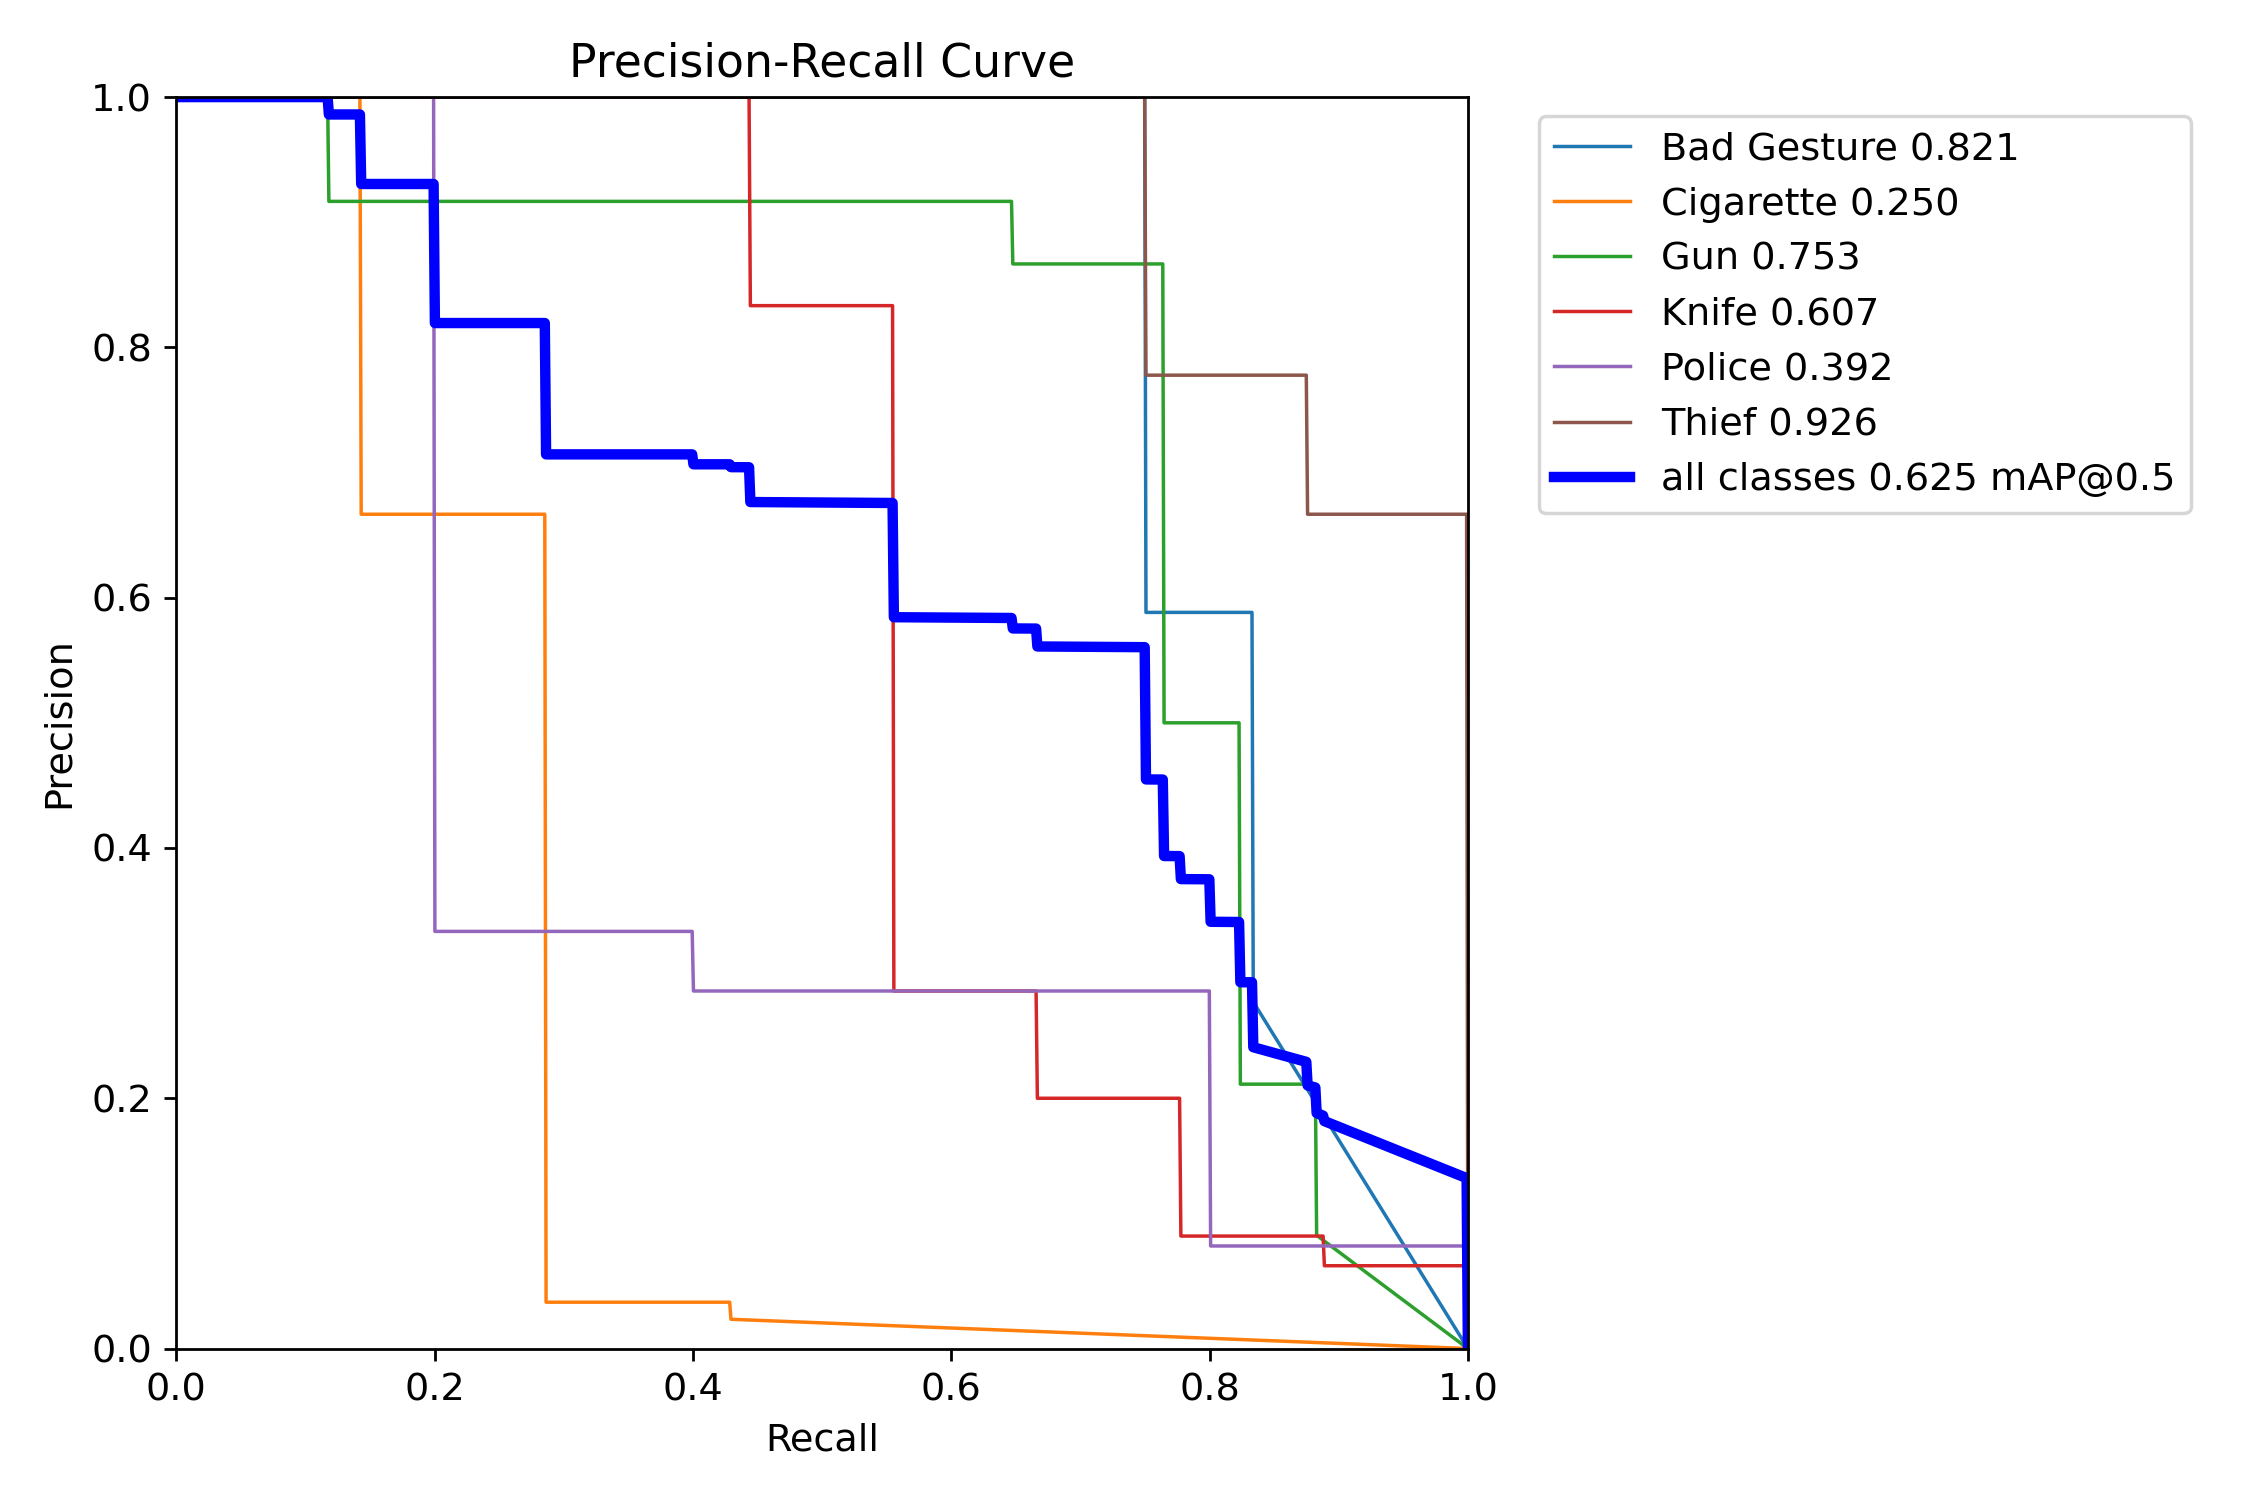 Precision-Recall Curve
1.0
0.8
0.6
0.4
0.2
0.0
Precision
0.0 0.2 0.4 0.6 0.8 1.0
Recall
Bad Gesture 0.821
Cigarette 0.250
Gun 0.753
Knife 0.607
Police 0.392
Thief 0.926
all classes 0.625 mAP@0.5